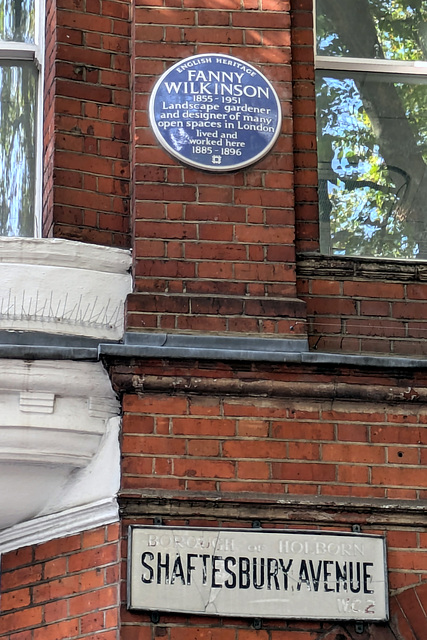 ENGLISH HERITAGE
FANNY
WILKINSON
1855-1951
Landscape gardener
and designer of many
open spaces in London
lived and
worked here
1885-1896
BOROUGH OF HOLBORN
SHAFTESBURY AVENUE
WC2